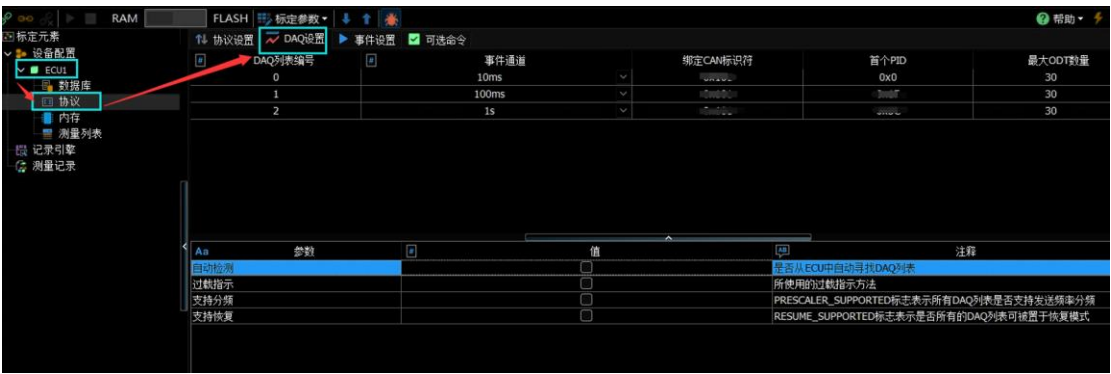 RAM FLASH 标定参数 帮助
标定元素
设备配置
ECU1
数据库
协议
内存
测量列表
记录引擎
测量记录
协议设置 DAQ设置 事件设置 可选命令
# DAQ列表编号 # 事件通道 绑定CAN标识符 首个PID 最大ODT数量
0 10ms 0x0 30
1 100ms 30
2 1s 30
Aa 参数 # 值 AB 注释
自动检测 是否从ECU中自动寻找DAQ列表
过载指示 所使用的过载指示方法
支持分频 PRESCALER_SUPPORTED标志表示所有DAQ列表是否支持发送频率分频
支持恢复 RESUME_SUPPORTED标志表示是否所有的DAQ列表可被置于恢复模式